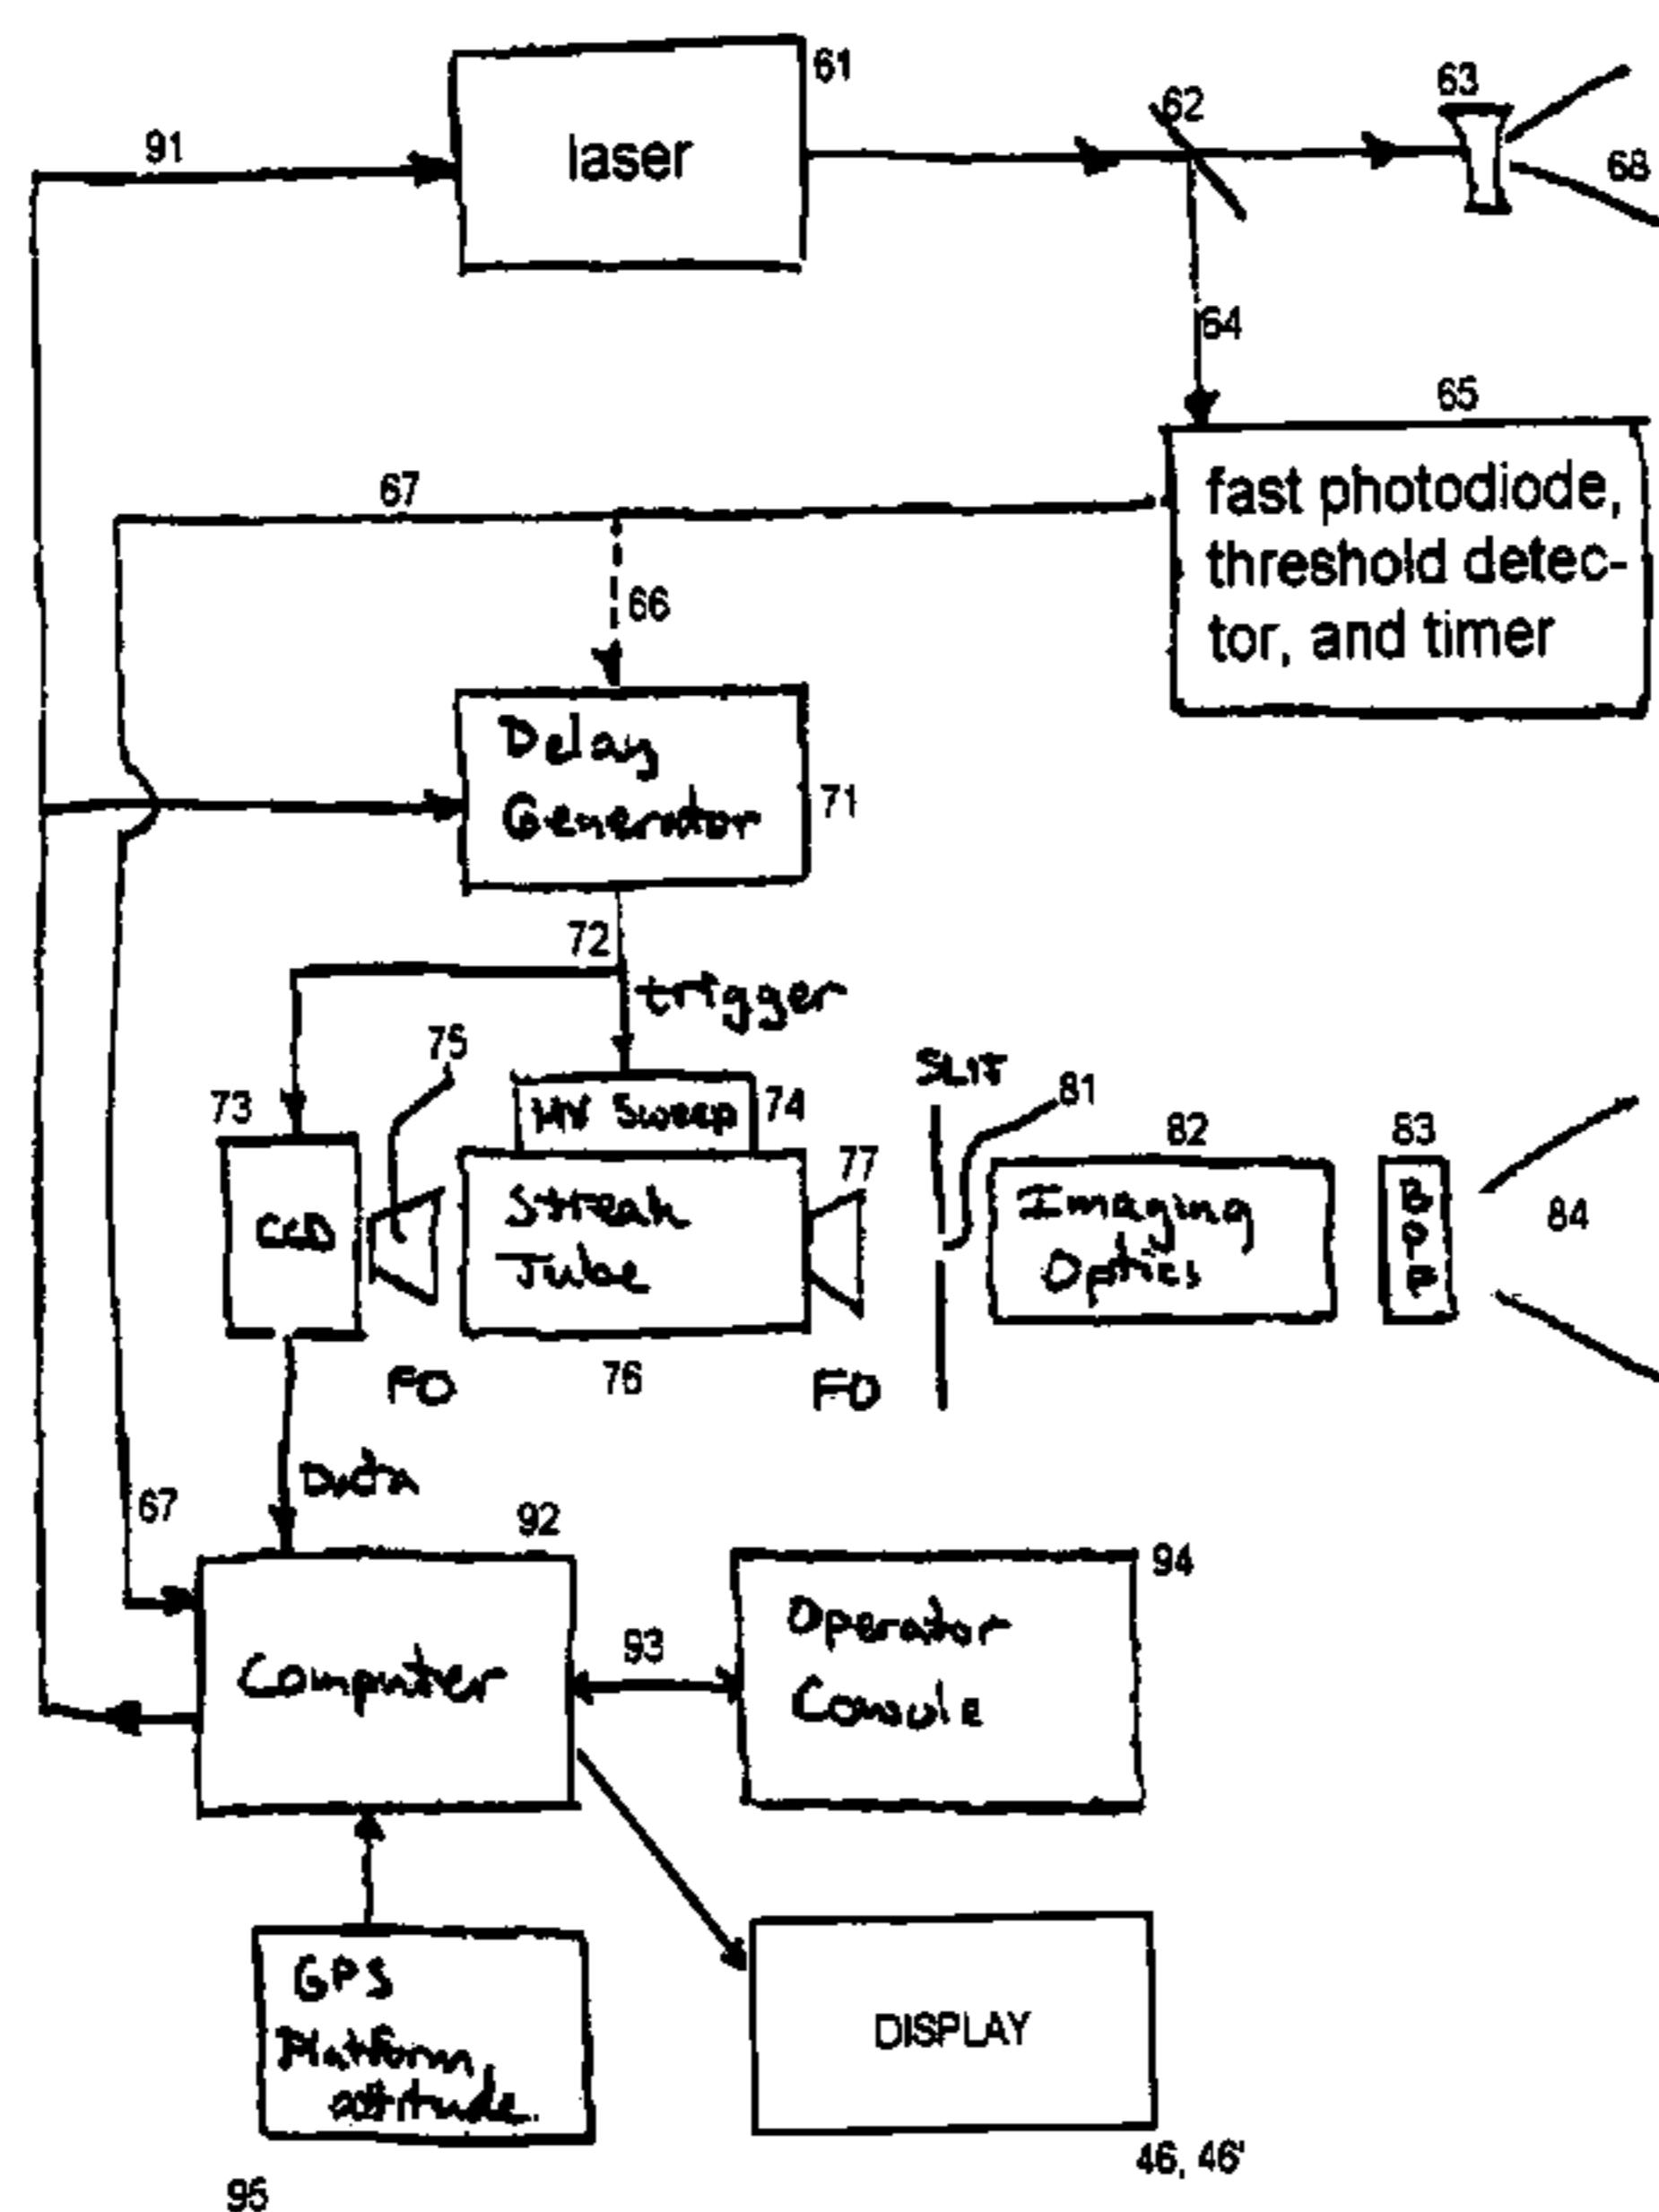 61
laser
91
62
63
68
64
65
fast photodiode,
threshold detec-
tor, and timer
67
66
Delay
Generator
71
72
trigger
75
SLIT
81
73
HV Sweep
74
77
82
83
CCD
Streak
Tube
Imaging
Optics
BDP
84
FO
76
FO
Data
67
92
94
Computer
93
Operator
Console
GPS
Platform
attitude.
DISPLAY
46, 46'
95